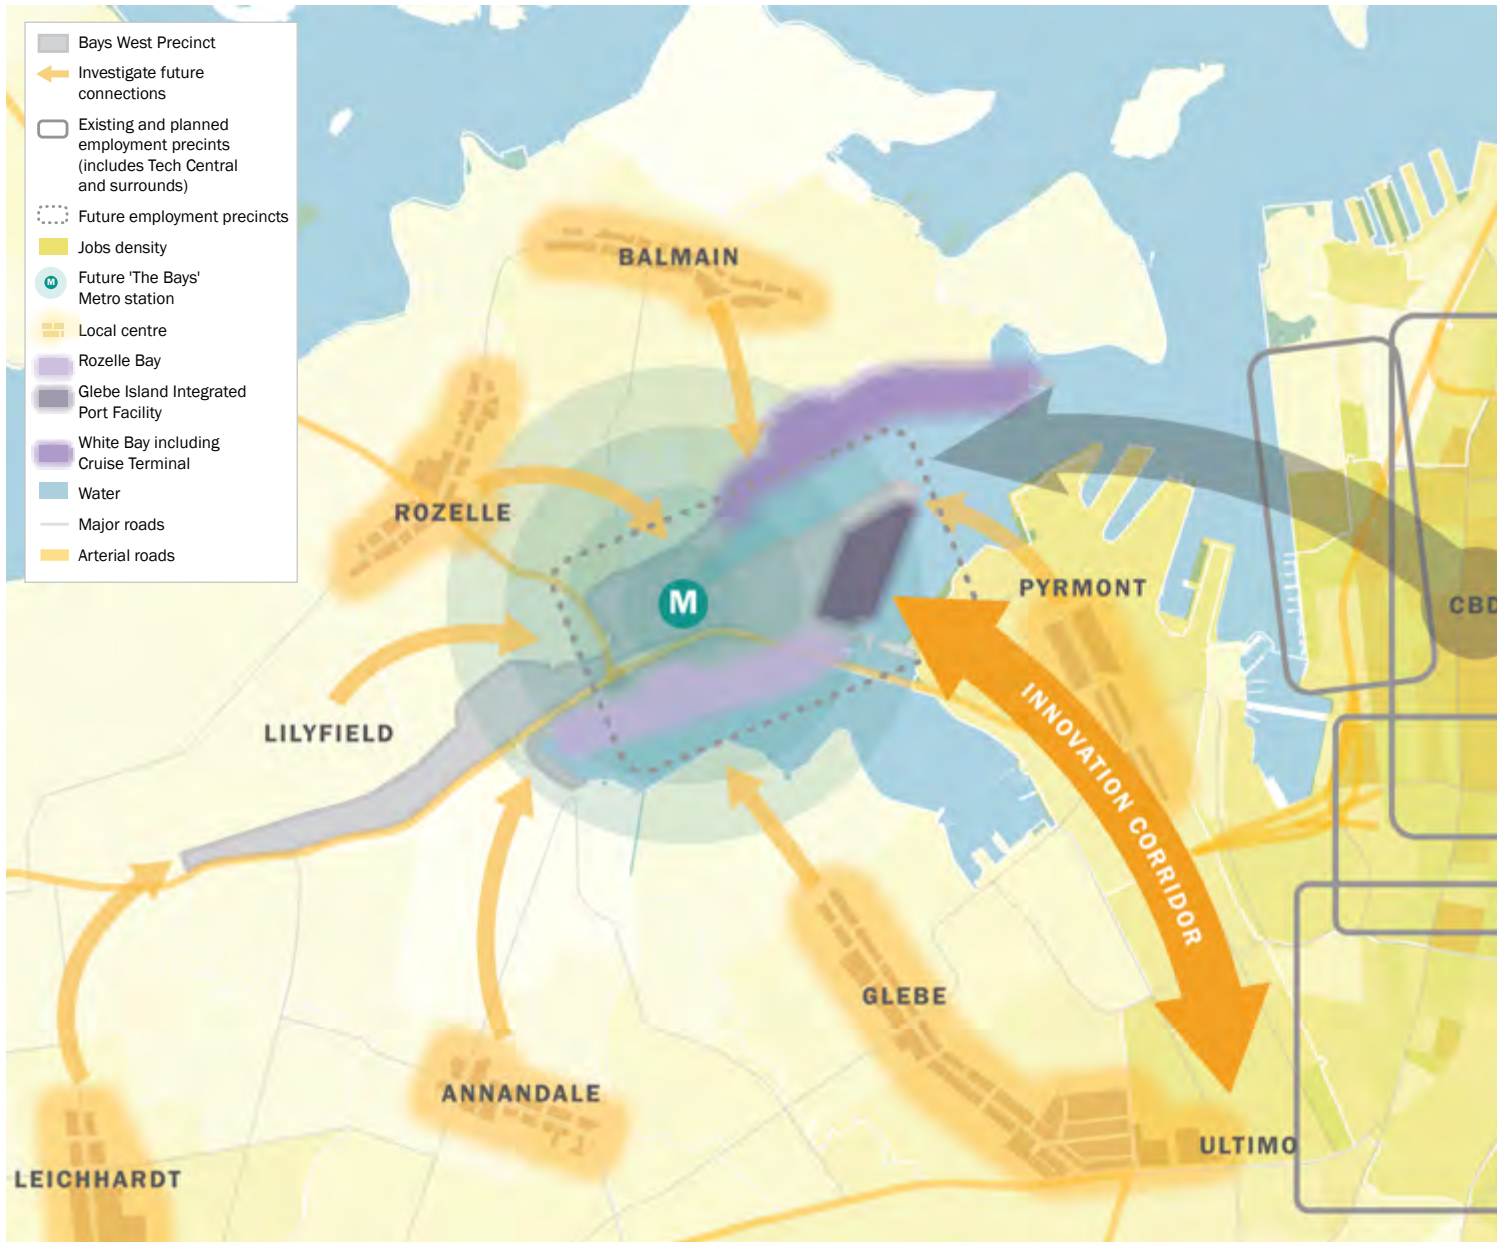 Bays West Precinct
Investigate future
connections
Existing and planned
employment precints
(includes Tech Central
and surrounds)
Future employment precincts
Jobs density
M
Future 'The Bays'
Metro station
Local centre
Rozelle Bay
Glebe Island Integrated
Port Facility
White Bay including
Cruise Terminal
Water
Major roads
Arterial roads
BALMAIN
ROZELLE
PYRMONT
M
CBD
LILYFIELD
INNOVATION CORRIDOR
GLEBE
ANNANDALE
ULTIMO
LEICHHARDT